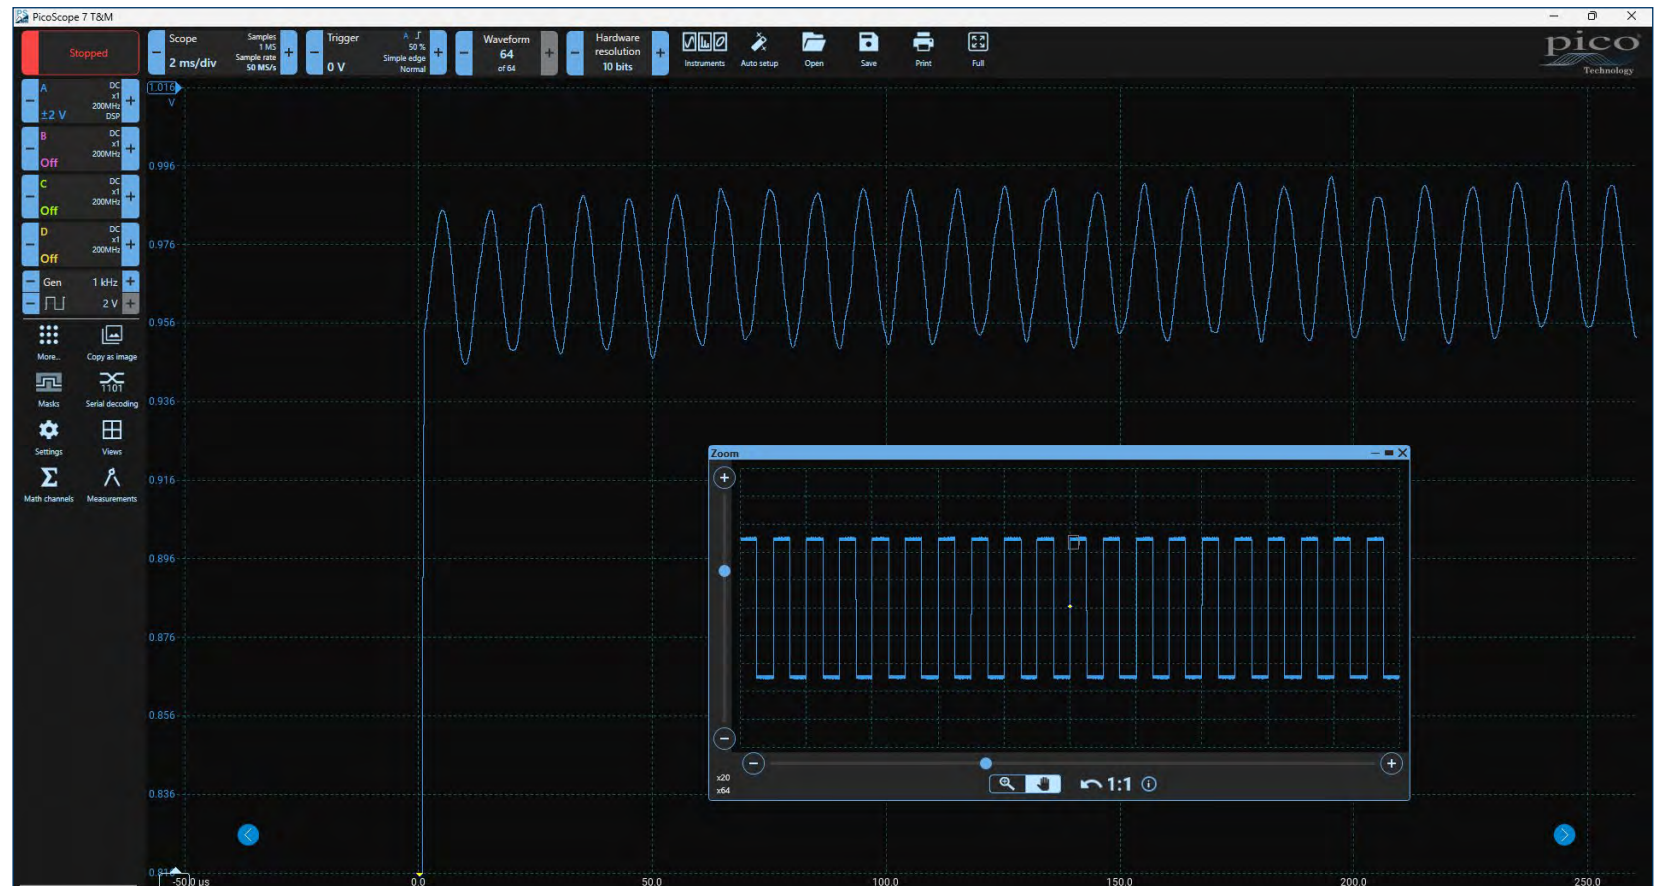 PicoScope 7 T&M
Stopped
Scope
2 ms/div
Samples
1 MS
Sample rate
50 MS/s
Trigger
0 V
A
50 %
Simple edge
Normal
Waveform
64
of 64
Hardware
resolution
10 bits
Instruments
Auto setup
Open
Save
Print
Full
pico
Technology
A
±2 V
DC
x1
200MHz
DSP
B
Off
DC
x1
200MHz
C
Off
DC
x1
200MHz
D
Off
DC
x1
200MHz
Gen
1 kHz
2 V
More...
Copy as image
1101
Masks
Serial decoding
Settings
Views
Math channels
Measurements
1.016
V
0.996
0.976
0.956
0.936
0.916
0.896
0.876
0.856
0.836
-50.0 µs
0.0
50.0
100.0
150.0
200.0
250.0
Zoom
x20
x64
1:1